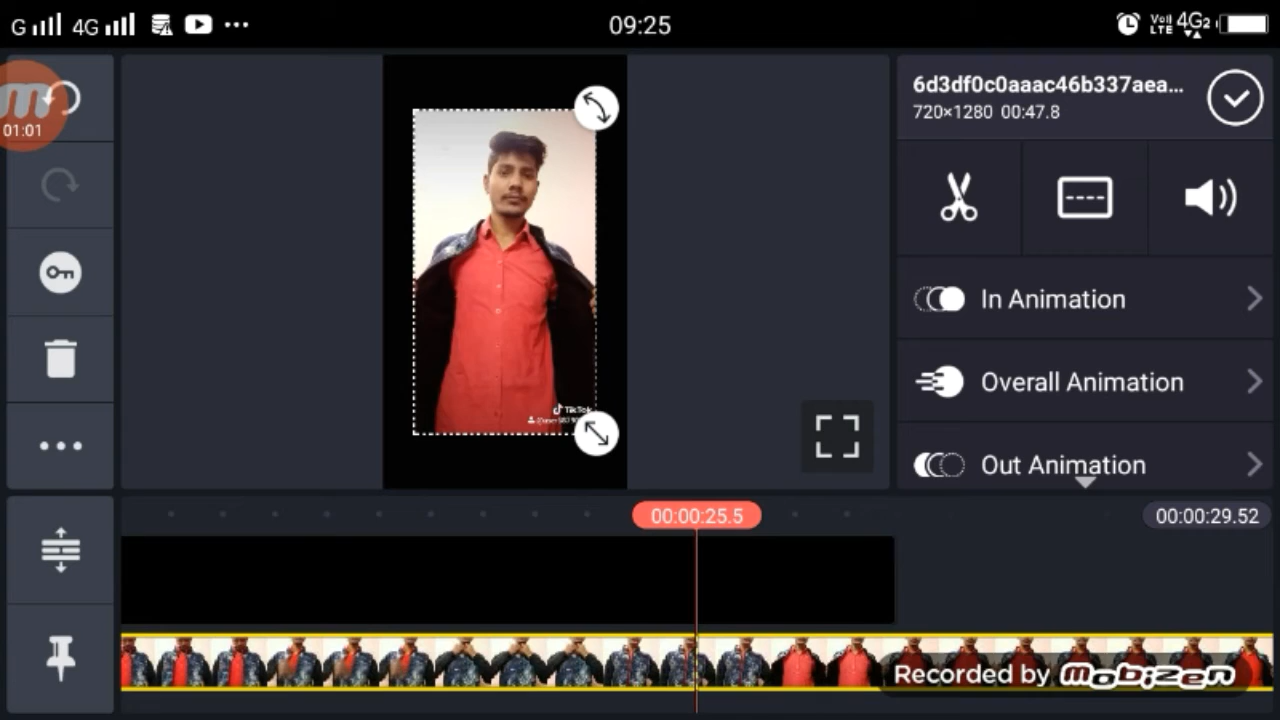 G 4G 09:25 VoII LTE 4G2
01:01
6d3df0c0aaac46b337aea...
720×1280 00:47.8
In Animation
Overall Animation
Out Animation
TikTok
00:00:25.5
00:00:29.52
Recorded by mobizen